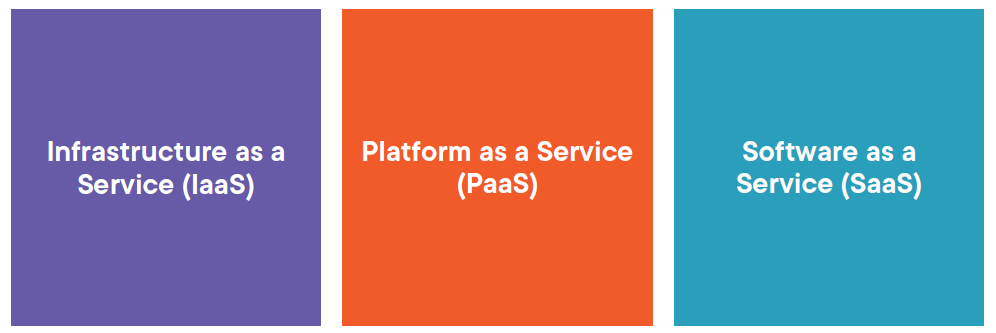 Infrastructure as a
Service (IaaS)
Platform as a Service
(PaaS)
Software as a
Service (SaaS)